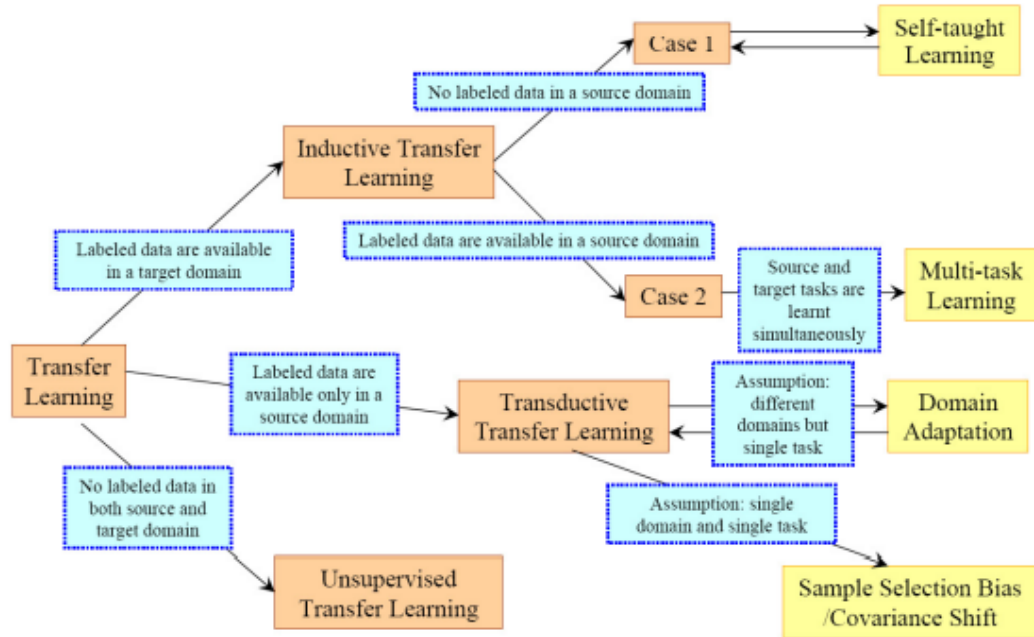 Case 1
Self-taught
Learning
No labeled data in a source domain
Inductive Transfer
Learning
Labeled data are available
in a target domain
Labeled data are available in a source domain
Case 2
Source and
target tasks are
learnt
simultaneously
Multi-task
Learning
Transfer
Learning
Labeled data are
available only in a
source domain
Transductive
Transfer Learning
Assumption:
different
domains but
single task
Domain
Adaptation
No labeled data in
both source and
target domain
Assumption: single
domain and single task
Unsupervised
Transfer Learning
Sample Selection Bias
/Covariance Shift